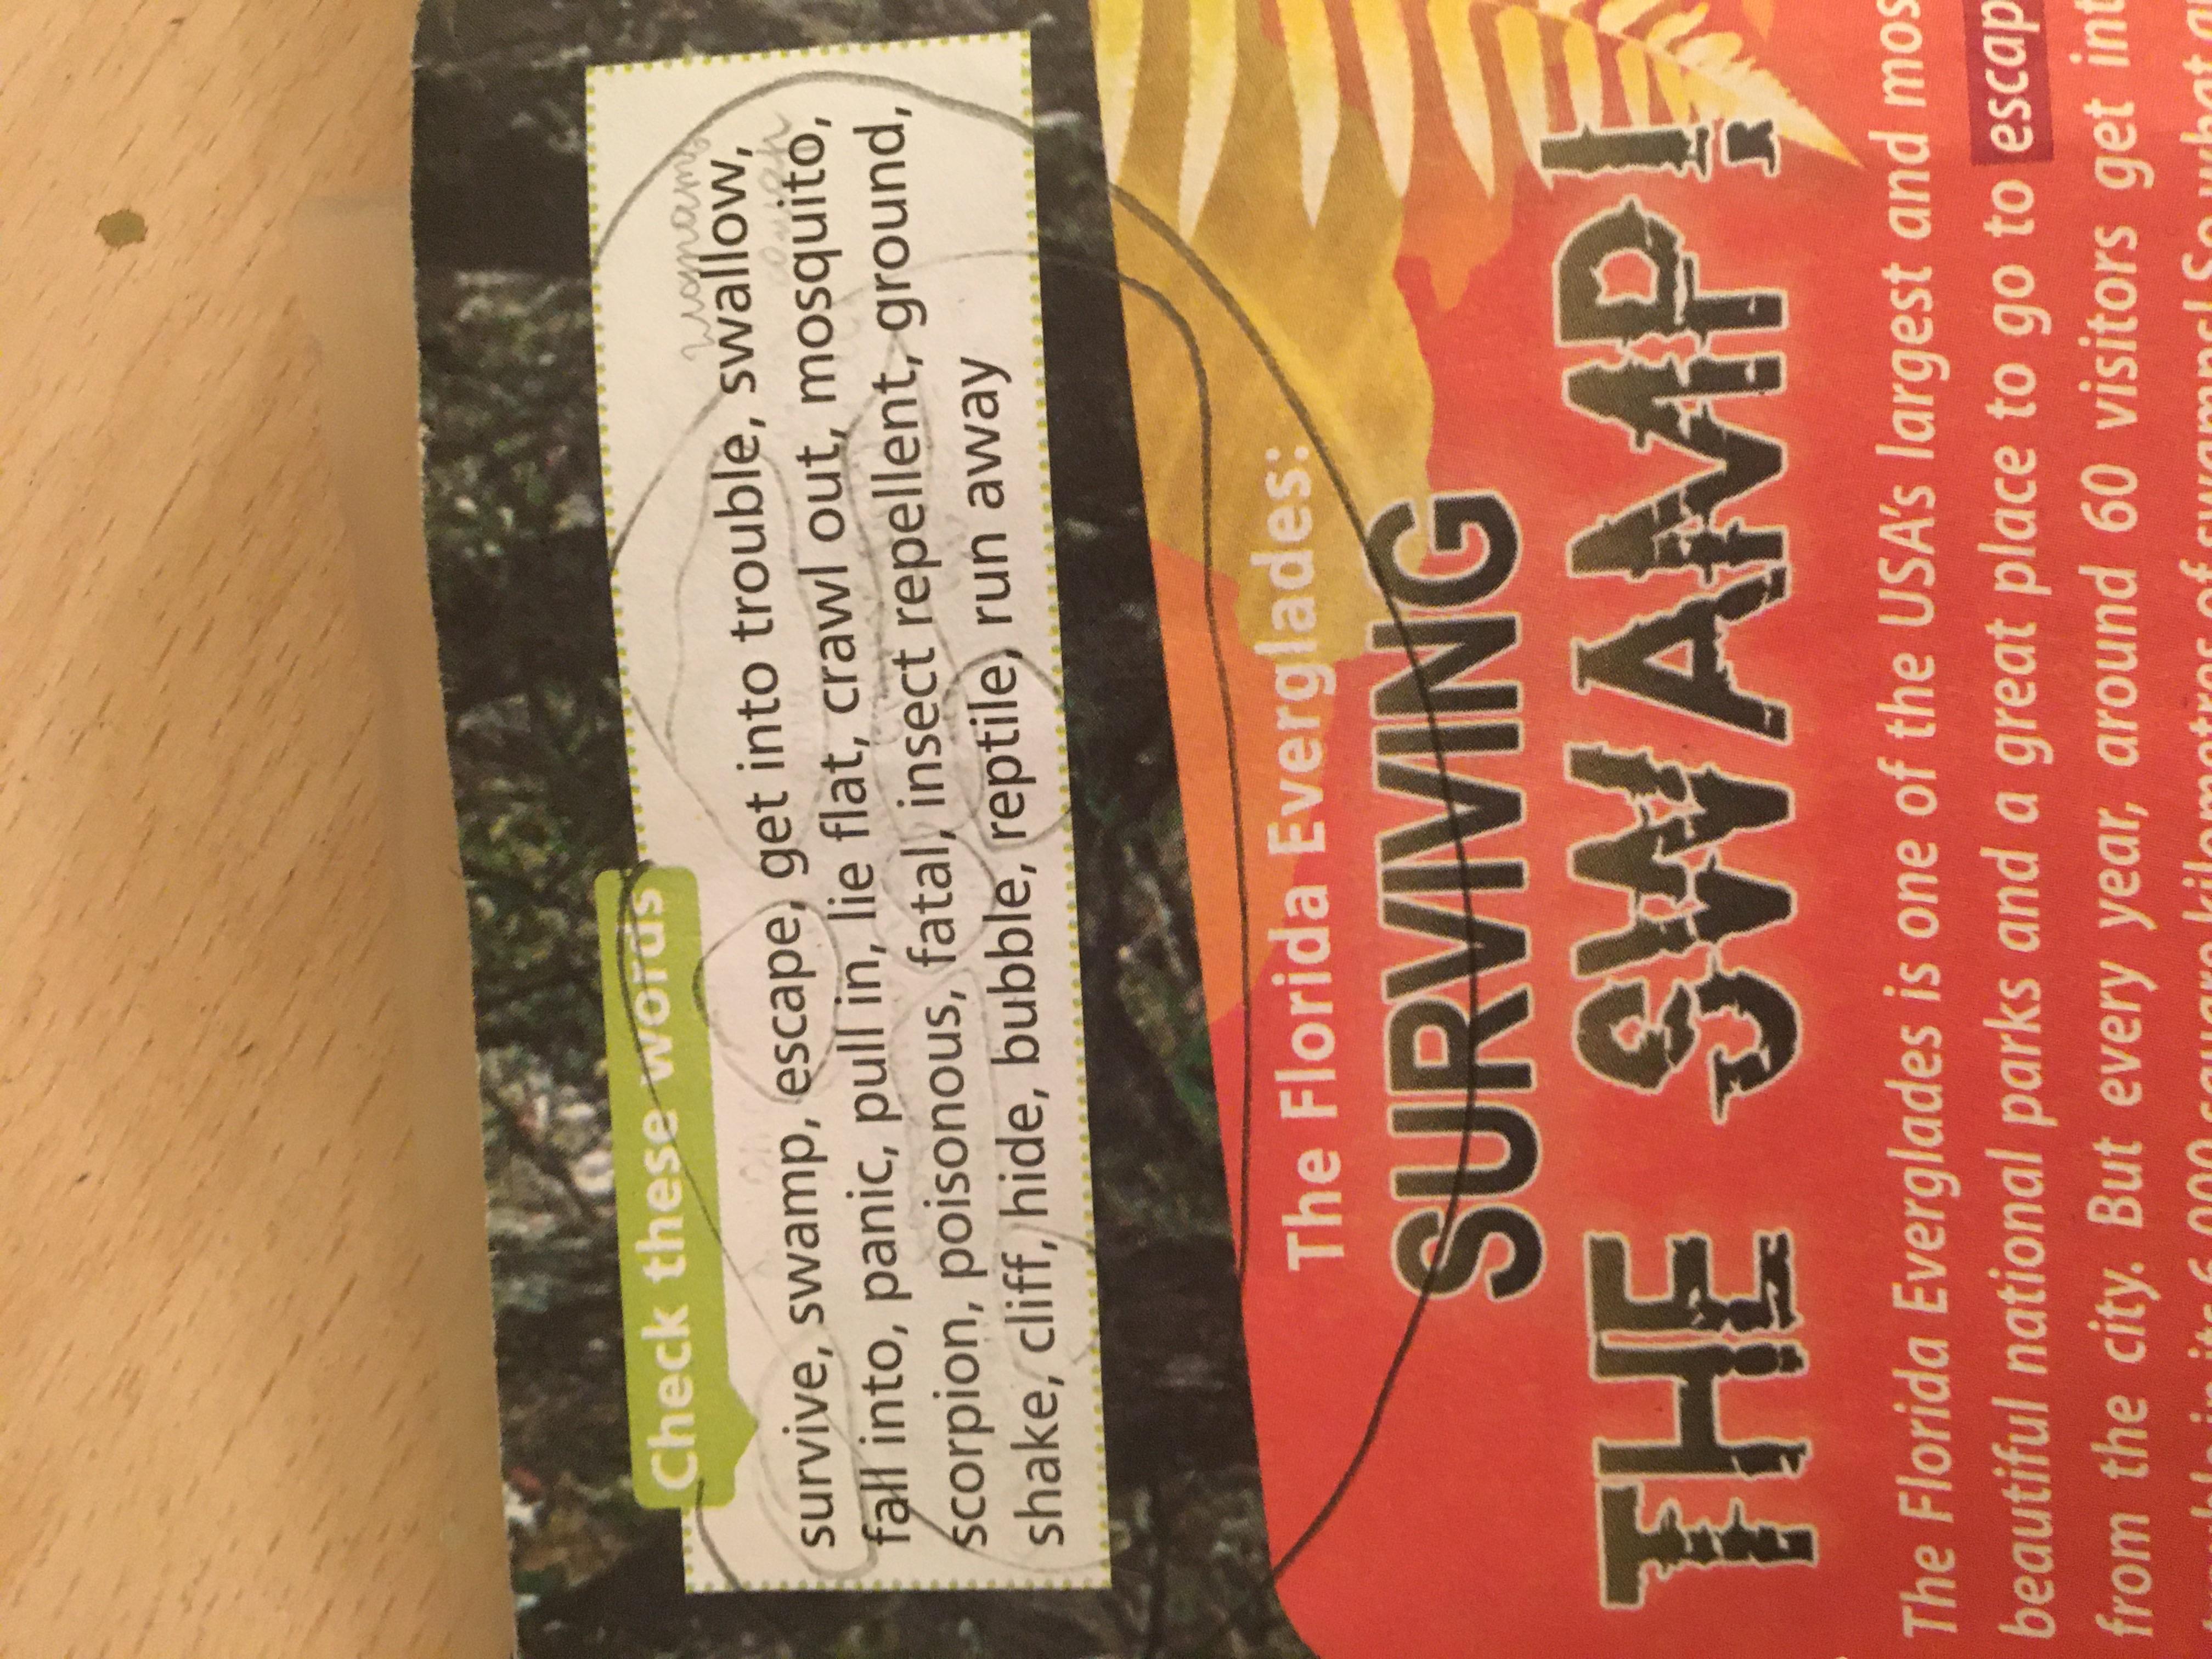 Check these words
survive, swamp, escape, get into trouble, swallow,
fall into, panic, pull in, lie flat, crawl out, mosquito,
scorpion, poisonous, fatal, insect repellent, ground,
shake, cliff, hide, bubble, reptile, run away
The Florida Everglades:
SURVIVING
THE SWAMP!
The Florida Everglades is one of the USA's largest and mos
beautiful national parks and a great place to go to escap
from the city. But every year, around 60 visitors get int